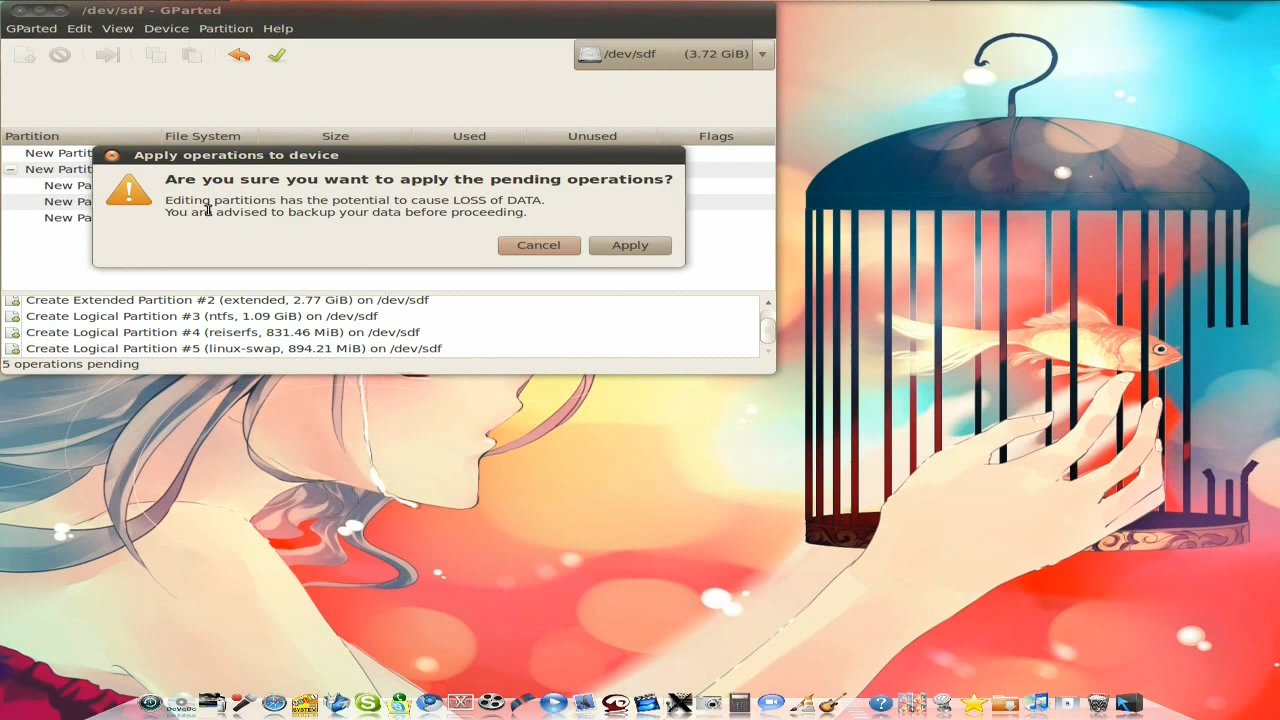 /dev/sdf - GParted
GParted Edit View Device Partition Help
/dev/sdf (3.72 GiB)
Partition File System Size Used Unused Flags
New Partit
New Partit
New Pa
New Pa
New Pa
Apply operations to device
Are you sure you want to apply the pending operations?
Editing partitions has the potential to cause LOSS of DATA.
You are advised to backup your data before proceeding.
Cancel Apply
Create Extended Partition #2 (extended, 2.77 GiB) on /dev/sdf
Create Logical Partition #3 (ntfs, 1.09 GiB) on /dev/sdf
Create Logical Partition #4 (reiserfs, 831.46 MiB) on /dev/sdf
Create Logical Partition #5 (linux-swap, 894.21 MiB) on /dev/sdf
5 operations pending